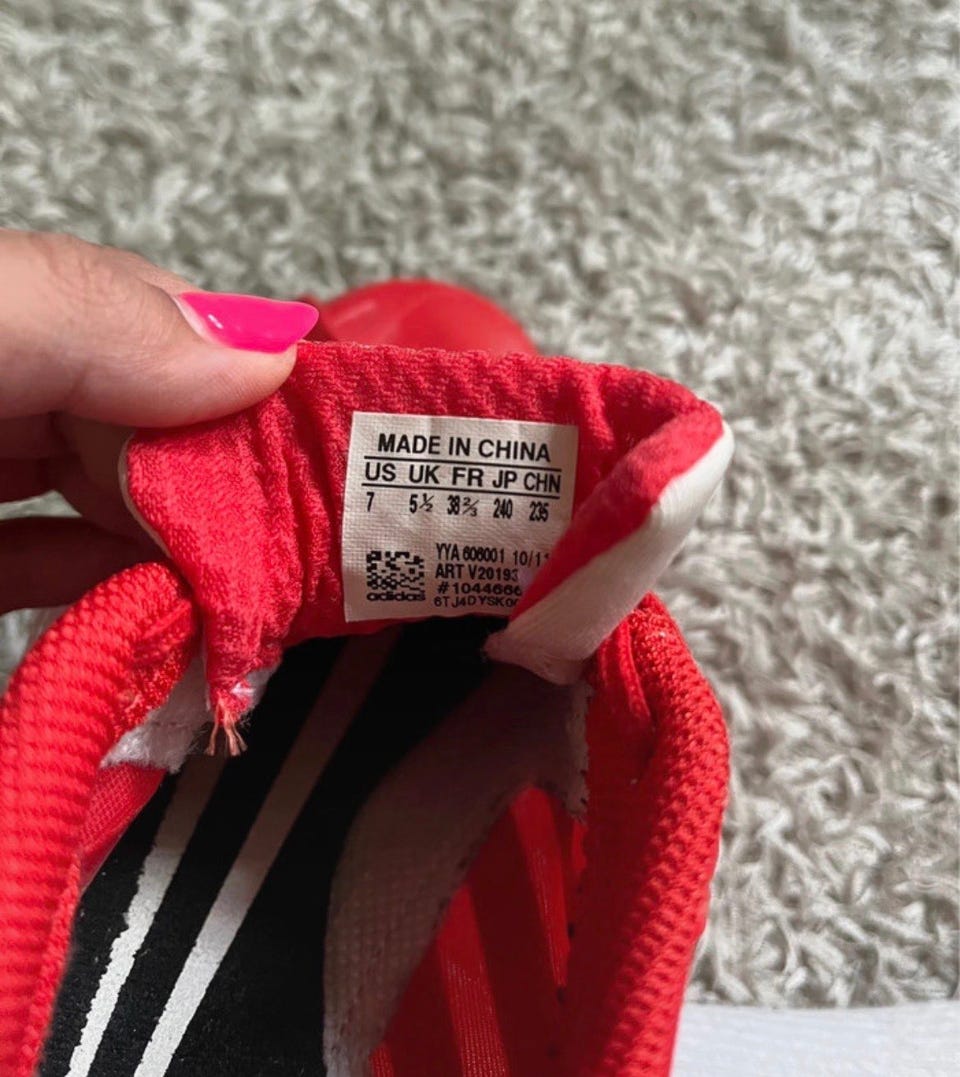 MADE IN CHINA
US UK FR JP CHN
7 5½ 38⅔ 240 235
YYA 606001 10/11
ART V20193
#1044666
adidas